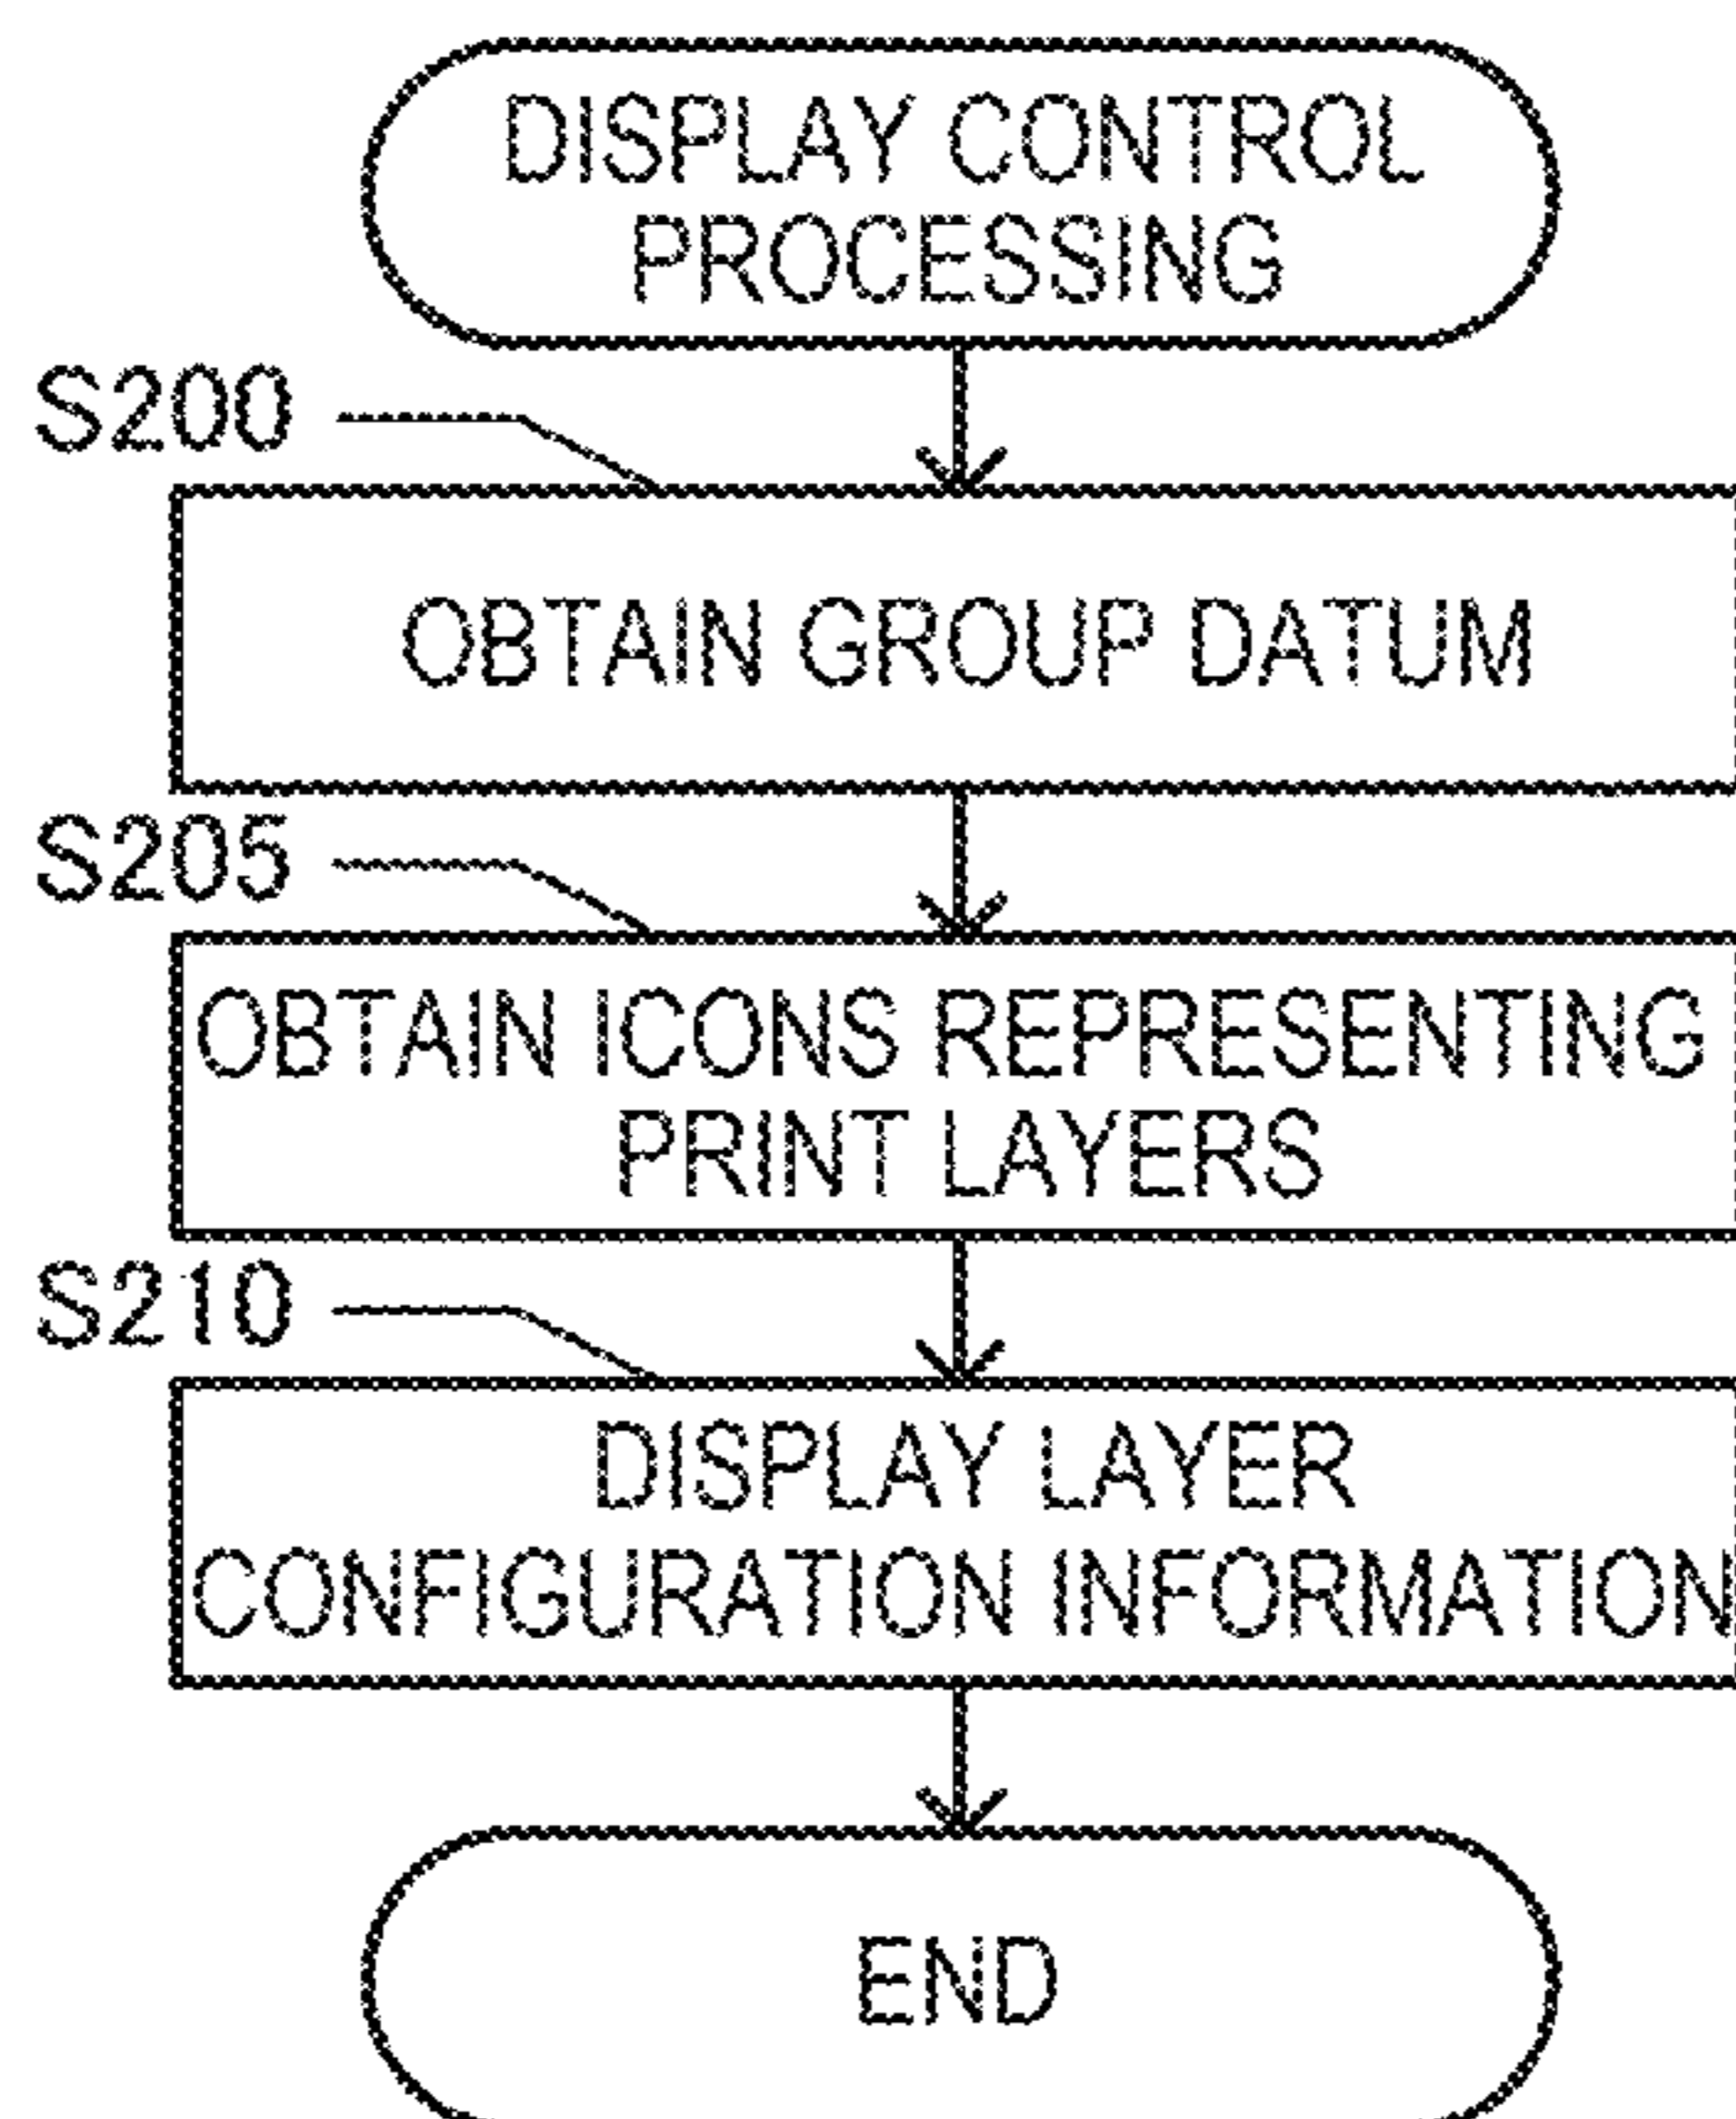 DISPLAY CONTROL
PROCESSING
S200
OBTAIN GROUP DATUM
S205
OBTAIN ICONS REPRESENTING
PRINT LAYERS
S210
DISPLAY LAYER
CONFIGURATION INFORMATION
END